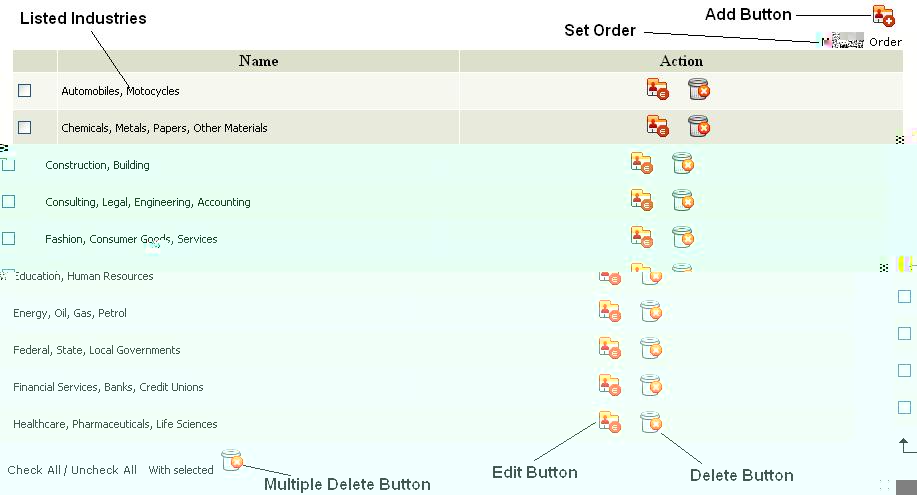 Listed Industries
Add Button
Set Order
Order
Name Action
Automobiles, Motocycles
Chemicals, Metals, Papers, Other Materials
Construction, Building
Consulting, Legal, Engineering, Accounting
Fashion, Consumer Goods, Services
Education, Human Resources
Energy, Oil, Gas, Petrol
Federal, State, Local Governments
Financial Services, Banks, Credit Unions
Healthcare, Pharmaceuticals, Life Sciences
Check All / Uncheck All With selected
Multiple Delete Button
Edit Button
Delete Button